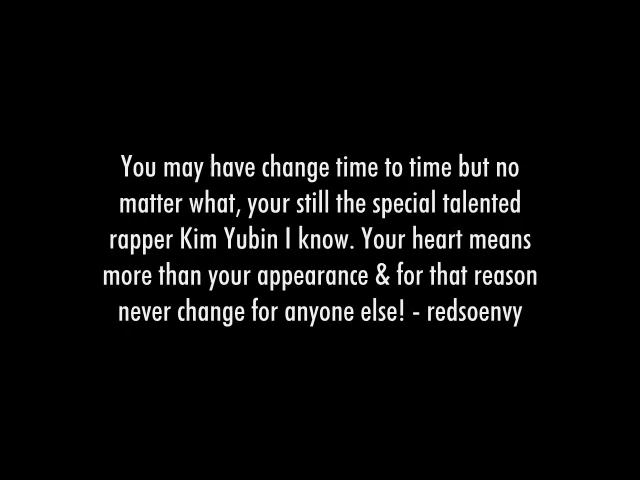 You may have change time to time but no
matter what, your still the special talented
rapper Kim Yubin I know. Your heart means
more than your appearance & for that reason
never change for anyone else! - redsoenvy